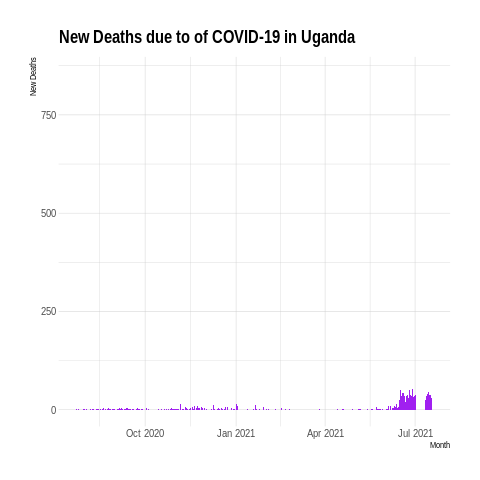 New Deaths due to of COVID-19 in Uganda
New Deaths
750
500
250
0
Oct 2020 Jan 2021 Apr 2021 Jul 2021
Month